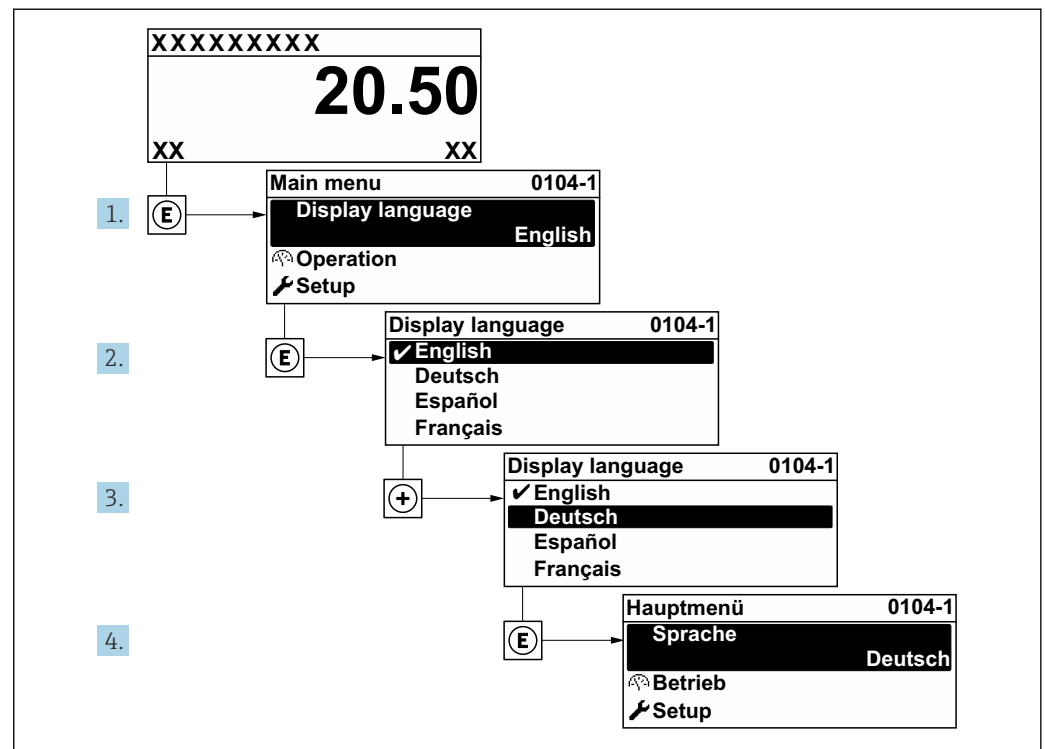 XXXXXXXXX
20.50
XX XX
1.
E
Main menu 0104-1
Display language
English
Operation
Setup
2.
E
Display language 0104-1
✔ English
Deutsch
Español
Français
3.
+
Display language 0104-1
✔ English
Deutsch
Español
Français
4.
E
Hauptmenü 0104-1
Sprache
Deutsch
Betrieb
Setup